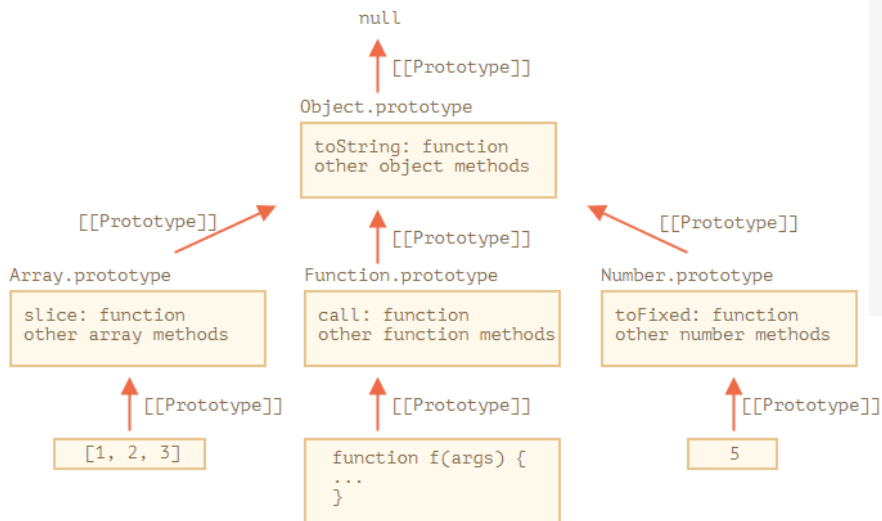 null
[[Prototype]]
Object.prototype
toString: function
other object methods
[[Prototype]]
[[Prototype]]
[[Prototype]]
Array.prototype
slice: function
other array methods
Function.prototype
call: function
other function methods
Number.prototype
toFixed: function
other number methods
[[Prototype]]
[[Prototype]]
[[Prototype]]
[1, 2, 3]
function f(args) {
...
}
5